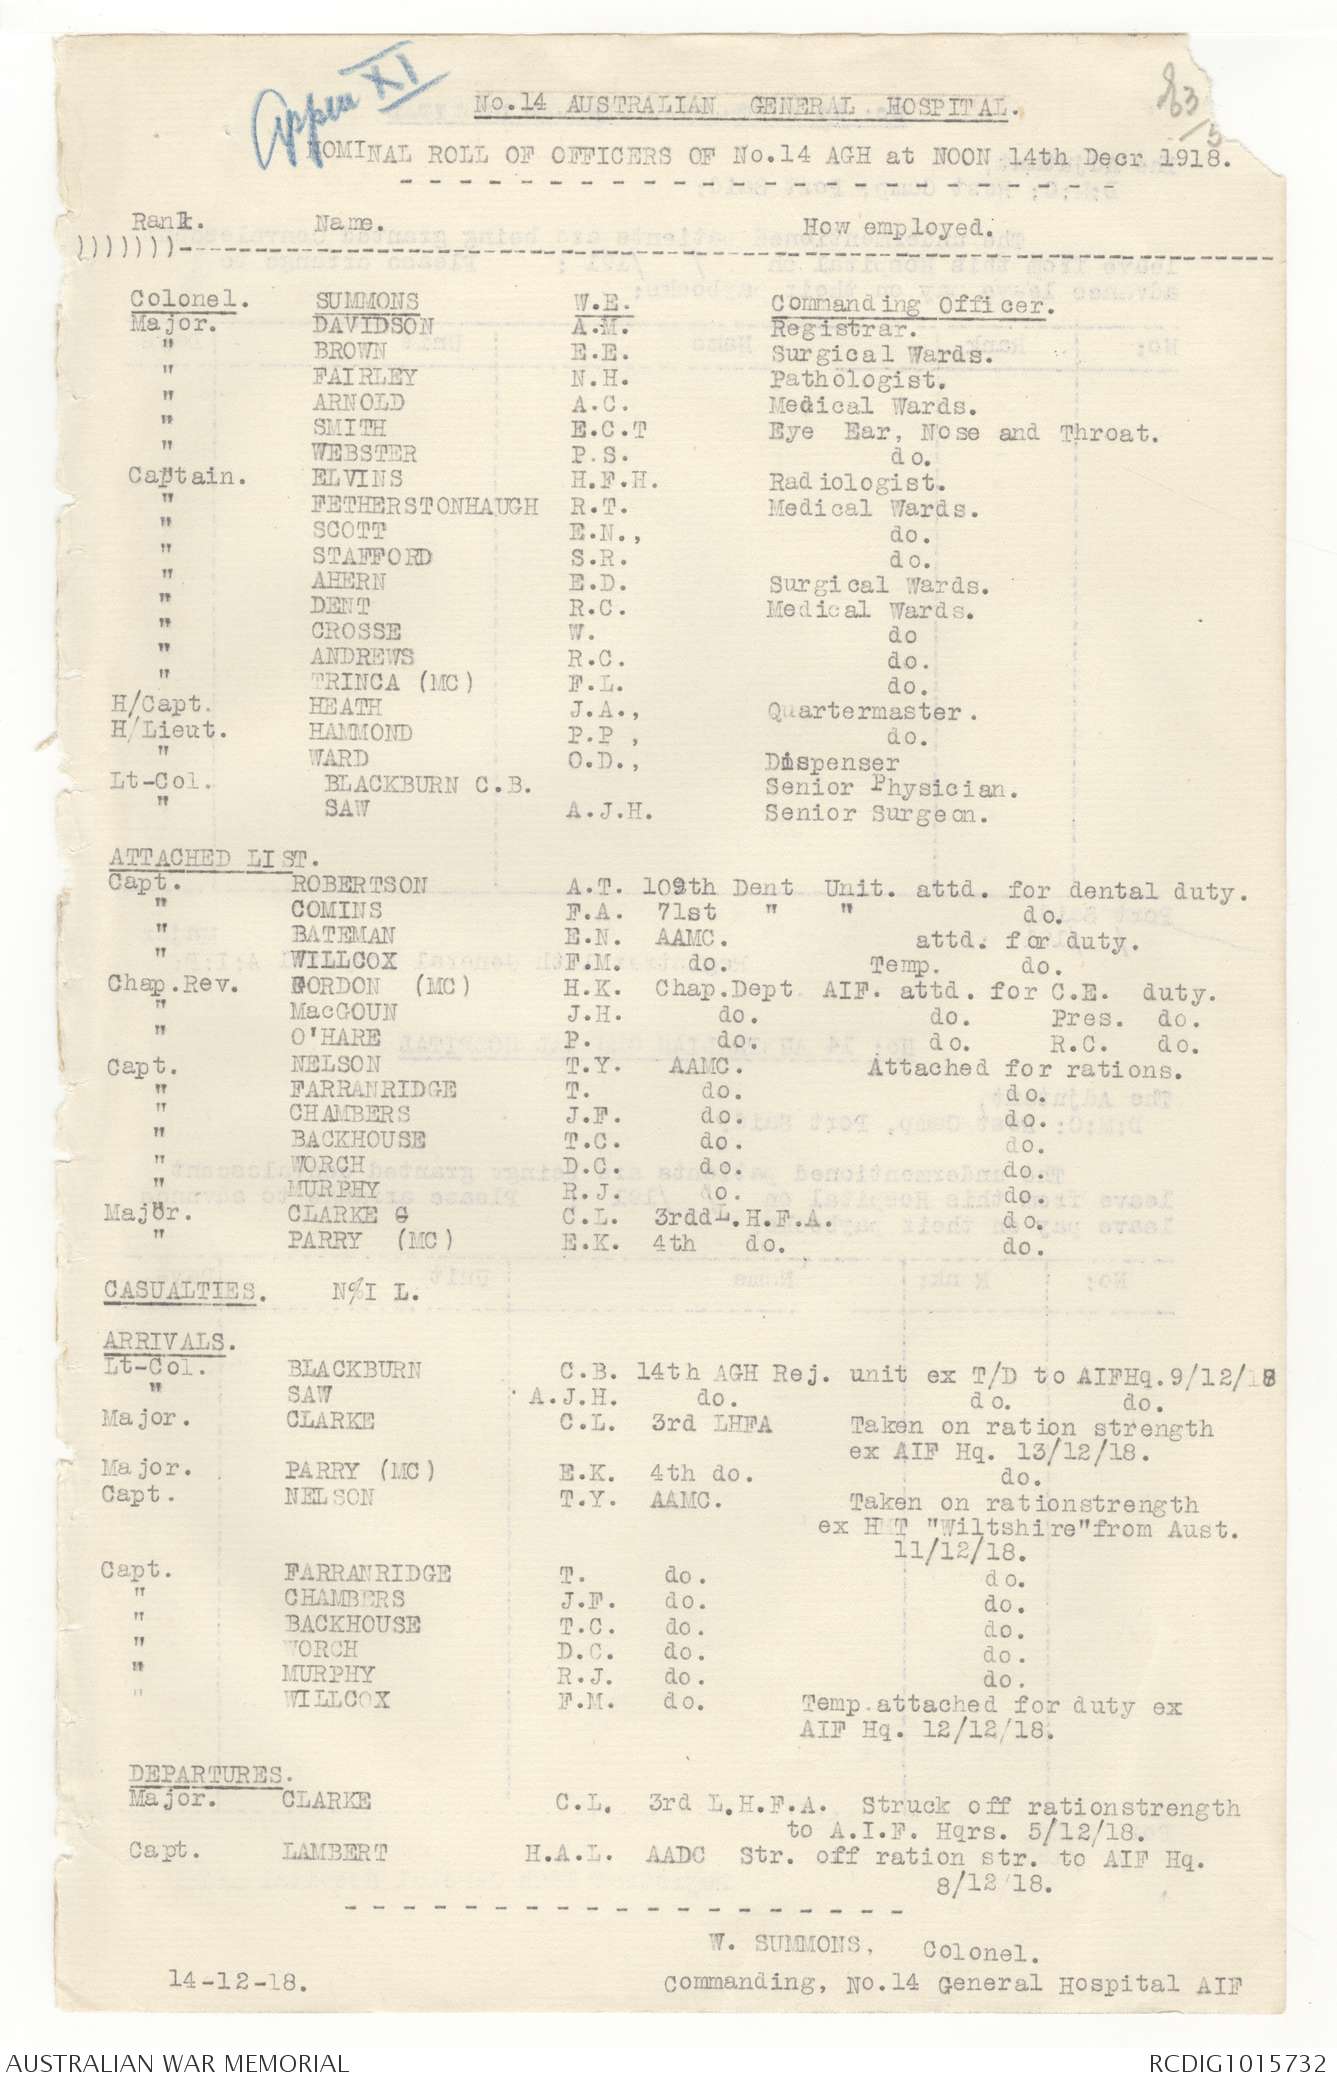 Appen XI
No.14 AUSTRALIAN GENERAL HOSPITAL.
NOMINAL ROLL OF OFFICERS OF No.14 AGH at NOON 14th Decr 1918.
Rank. Name. How employed.
)))))))
Colonel. SUMMONS W.E. Commanding Officer.
Major. DAVIDSON A.M. Registrar.
" BROWN E.E. Surgical Wards.
" FAIRLEY N.H. Pathologist.
" ARNOLD A.C. Medical Wards.
" SMITH E.C.T Eye Ear, Nose and Throat.
" WEBSTER P.S. do.
Captain. ELVINS H.F.H. Radiologist.
" FETHERSTONHAUGH R.T. Medical Wards.
" SCOTT E.N., do.
" STAFFORD S.R. do.
" AHERN E.D. Surgical Wards.
" DENT R.C. Medical Wards.
" CROSSE W. do
" ANDREWS R.C. do.
" TRINCA (MC) F.L. do.
H/Capt. HEATH J.A., Quartermaster.
H/Lieut. HAMMOND P.P , do.
" WARD O.D., Dispenser
Lt-Col. BLACKBURN C.B. Senior Physician.
" SAW A.J.H. Senior Surgeon.
ATTACHED LIST.
Capt. ROBERTSON A.T. 109th Dent Unit. attd. for dental duty.
" COMINS F.A. 71st " " do.
" BATEMAN E.N. AAMC. attd. for duty.
" WILLCOX F.M. do. Temp. do.
Chap.Rev. GORDON (MC) H.K. Chap.Dept AIF. attd. for C.E. duty.
" MacGOUN J.H. do. do. Pres. do.
" O'HARE P. do. do. R.C. do.
Capt. NELSON T.Y. AAMC. Attached for rations.
" FARRANRIDGE T. do. do.
" CHAMBERS J.F. do. do.
" BACKHOUSE T.C. do. do.
" WORCH D.C. do. do.
" MURPHY R.J. do. do.
Major. CLARKE C.L. 3rdd L.H.F.A. do.
" PARRY (MC) E.K. 4th do. do.
CASUALTIES. N I L.
ARRIVALS.
Lt-Col. BLACKBURN C.B. 14th AGH Rej. unit ex T/D to AIFHq. 9/12/18
" SAW A.J.H. do. do. do.
Major. CLARKE C.L. 3rd LHFA Taken on ration strength
ex AIF Hq. 13/12/18.
Major. PARRY (MC) E.K. 4th do. do.
Capt. NELSON T.Y. AAMC. Taken on rationstrength
ex HMT "Wiltshire"from Aust.
11/12/18.
Capt. FARRANRIDGE T. do. do.
" CHAMBERS J.F. do. do.
" BACKHOUSE T.C. do. do.
" WORCH D.C. do. do.
" MURPHY R.J. do. do.
" WILLCOX F.M. do. Temp.attached for duty ex
AIF Hq. 12/12/18.
DEPARTURES.
Major. CLARKE C.L. 3rd L.H.F.A. Struck off rationstrength
to A.I.F. Hqrs. 5/12/18.
Capt. LAMBERT H.A.L. AADC Str. off ration str. to AIF Hq.
8/12 18.
W. SUMMONS, Colonel.
14-12-18. Commanding, No.14 General Hospital AIF
AUSTRALIAN WAR MEMORIAL RCDIG1015732